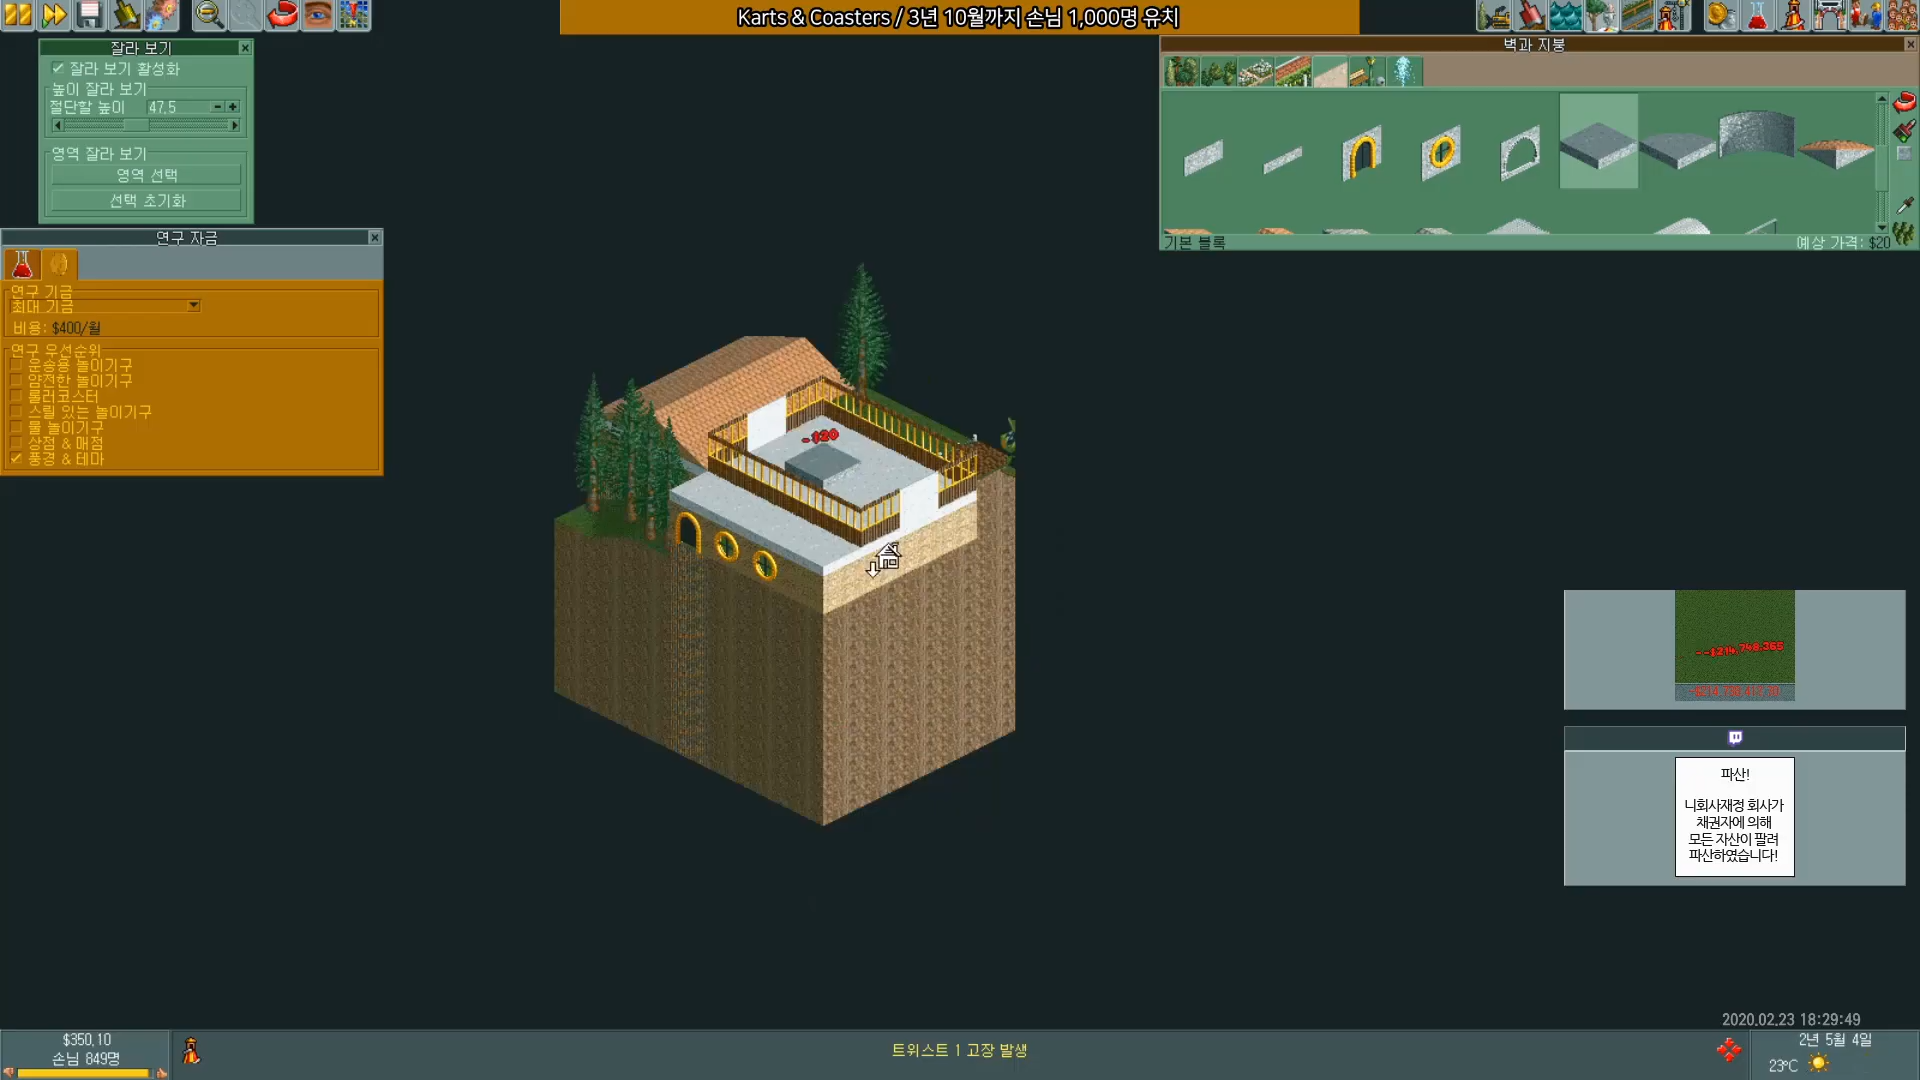 Karts & Coasters / 3년 10월까지 손님 1,000명 유치
잘라 보기
잘라 보기 활성화
높이 잘라 보기
절단할 높이
47.5
영역 잘라 보기
영역 선택
선택 초기화
연구 자금
연구 기금
최대 기금
비용: $400/월
연구 우선순위
운송용 놀이기구
얌전한 놀이기구
롤러코스터
스릴 있는 놀이기구
물 놀이기구
상점 & 매점
풍경 & 테마
벽과 지붕
기본 블록
예상 가격: $20
-$20
--$214,748,365
파산!
니회사재정 회사가
채권자에 의해
모든 자산이 팔려
파산하였습니다!
2020.02.23 18:29:49
$350.10
손님 849명
트위스트 1 고장 발생
2년 5월 4일
23°C